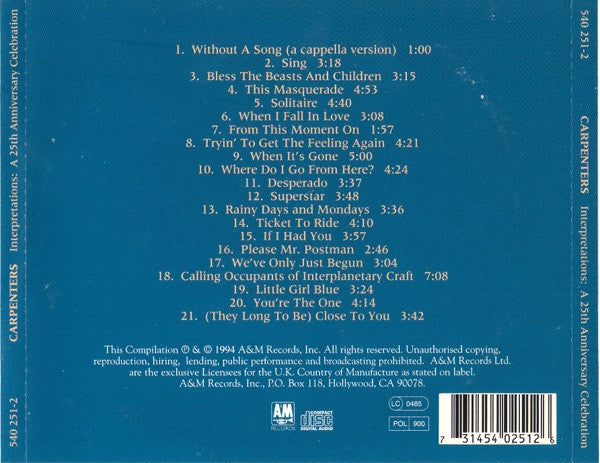 540 251-2
CARPENTERS Interpretations: A 25th Anniversary Celebration
1. Without A Song (a cappella version) 1:00
2. Sing 3:18
3. Bless The Beasts And Children 3:15
4. This Masquerade 4:53
5. Solitaire 4:40
6. When I Fall In Love 3:08
7. From This Moment On 1:57
8. Tryin' To Get The Feeling Again 4:21
9. When It's Gone 5:00
10. Where Do I Go From Here? 4:24
11. Desperado 3:37
12. Superstar 3:48
13. Rainy Days and Mondays 3:36
14. Ticket To Ride 4:10
15. If I Had You 3:57
16. Please Mr. Postman 2:46
17. We've Only Just Begun 3:04
18. Calling Occupants of Interplanetary Craft 7:08
19. Little Girl Blue 3:24
20. You're The One 4:14
21. (They Long To Be) Close To You 3:42
This Compilation ℗ & © 1994 A&M Records, Inc. All rights reserved. Unauthorised copying,
reproduction, hiring, lending, public performance and broadcasting prohibited. A&M Records Ltd.
are the exclusive Licensees for the U.K. Country of Manufacture as stated on label.
A&M Records, Inc., P.O. Box 118, Hollywood, CA 90078.
A&M
RECORDS
COMPACT
disc
DIGITAL AUDIO
LC 0485
POL 900
7 31454 02512 6
540 251-2
CARPENTERS Interpretations: A 25th Anniversary Celebration